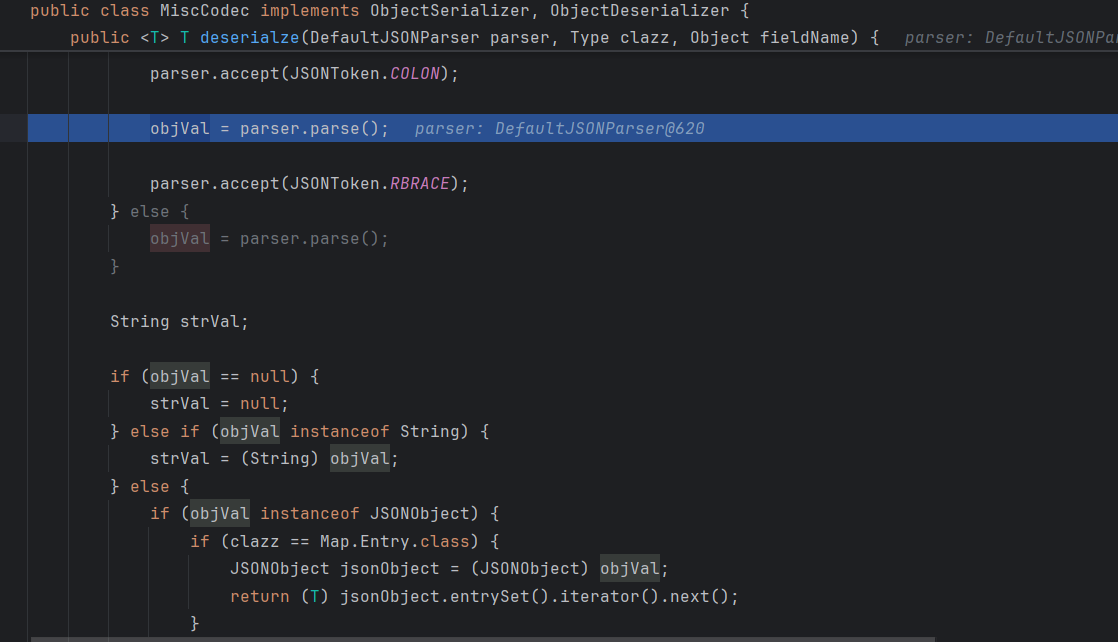 public class MiscCodec implements ObjectSerializer, ObjectDeserializer {
public <T> T deserialze(DefaultJSONParser parser, Type clazz, Object fieldName) { parser: DefaultJSONPa
parser.accept(JSONToken.COLON);
objVal = parser.parse(); parser: DefaultJSONParser@620
parser.accept(JSONToken.RBRACE);
} else {
objVal = parser.parse();
}
String strVal;
if (objVal == null) {
strVal = null;
} else if (objVal instanceof String) {
strVal = (String) objVal;
} else {
if (objVal instanceof JSONObject) {
if (clazz == Map.Entry.class) {
JSONObject jsonObject = (JSONObject) objVal;
return (T) jsonObject.entrySet().iterator().next();
}